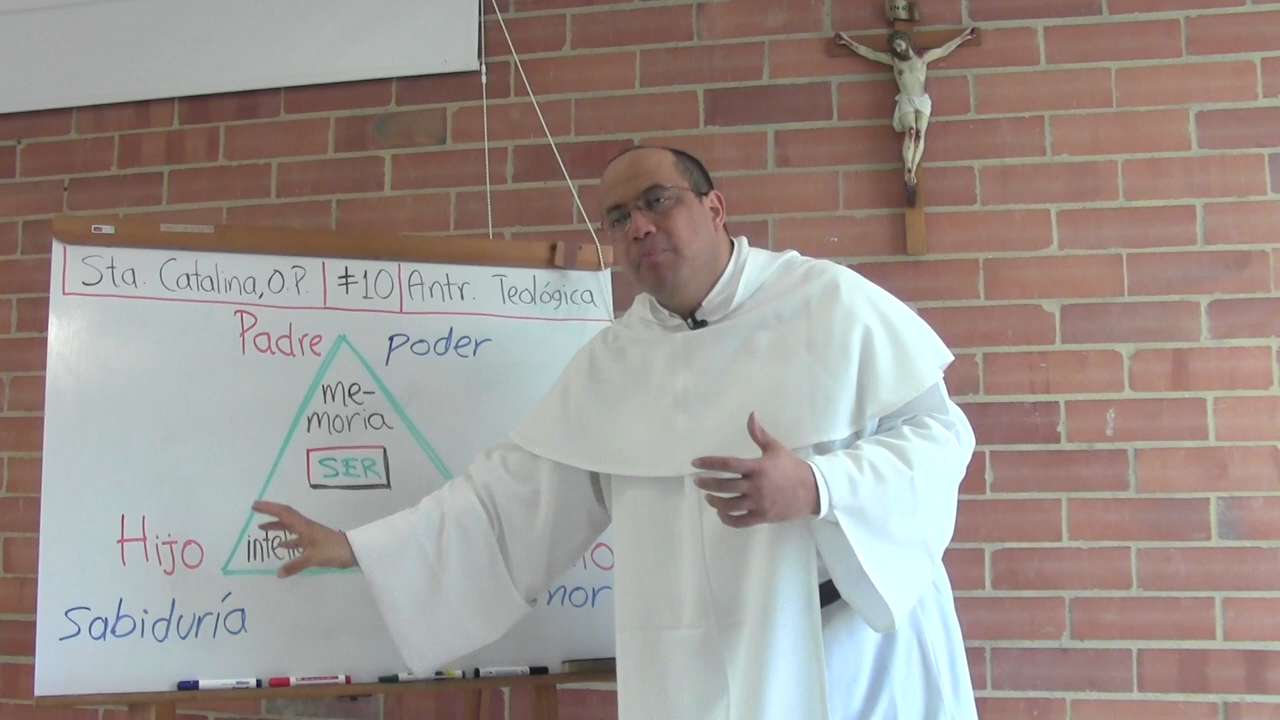 INRI
Sta. Catalina, O.P. #10 Antr. Teológica
Padre poder
me-
moria
SER
Hijo
Sabiduría